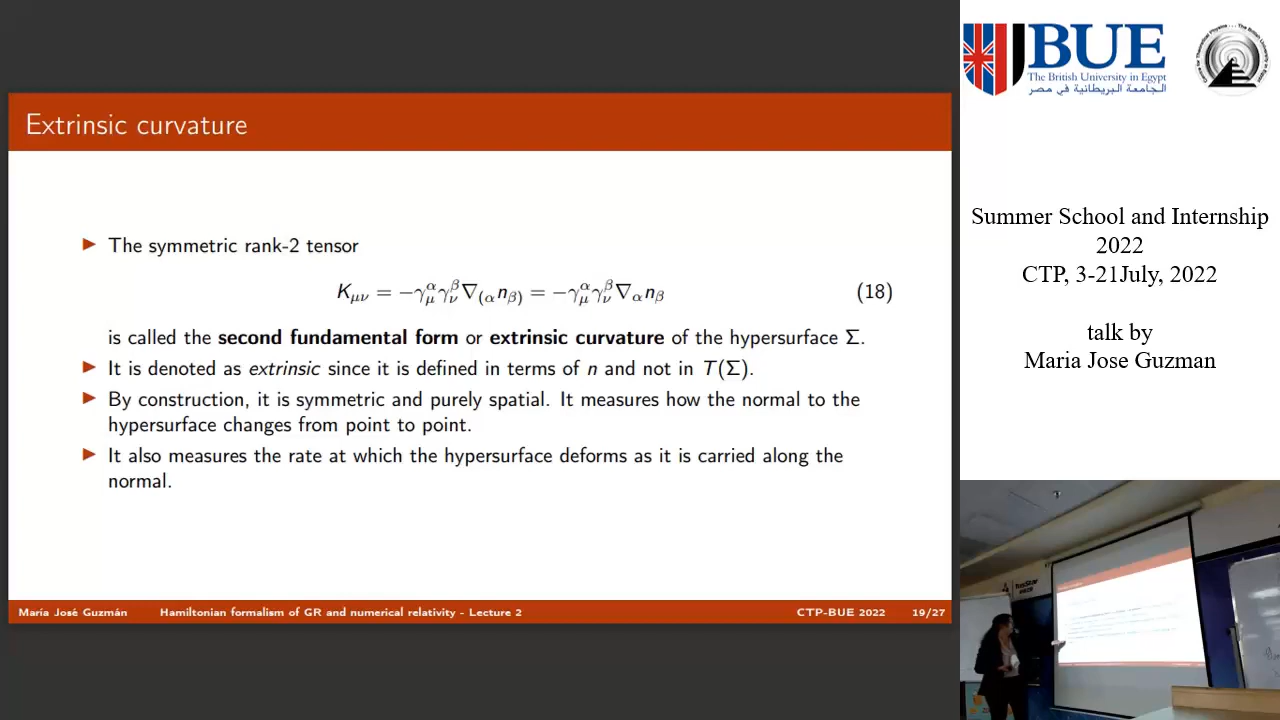 Extrinsic curvature
▶ The symmetric rank-2 tensor
K_{μν} = −γ^α_μ γ^β_ν ∇_{(α} n_{β)} = −γ^α_μ γ^β_ν ∇_α n_β (18)
is called the second fundamental form or extrinsic curvature of the hypersurface Σ.
▶ It is denoted as extrinsic since it is defined in terms of n and not in T(Σ).
▶ By construction, it is symmetric and purely spatial. It measures how the normal to the
hypersurface changes from point to point.
▶ It also measures the rate at which the hypersurface deforms as it is carried along the
normal.
María José Guzmán Hamiltonian formalism of GR and numerical relativity - Lecture 2 CTP-BUE 2022 19/27
BUE
The British University in Egypt
الجامعة البريطانية في مصر
Summer School and Internship
2022
CTP, 3-21July, 2022
talk by
Maria Jose Guzman